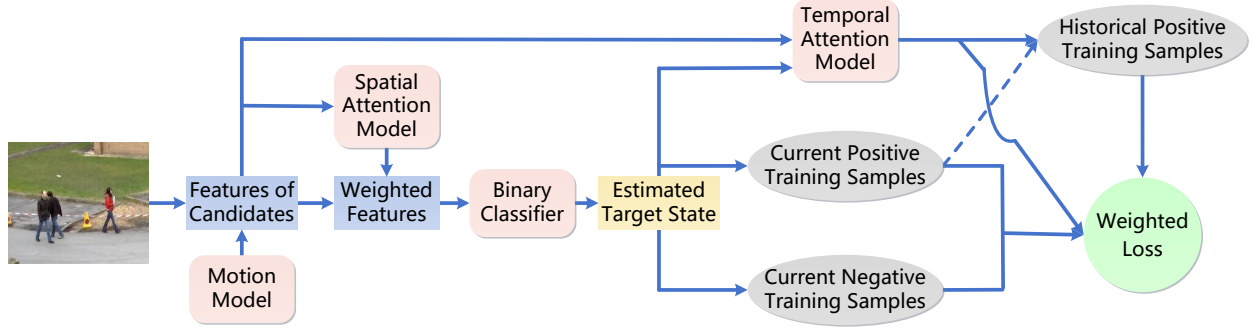 Features of
Candidates
Motion
Model
Spatial
Attention
Model
Weighted
Features
Binary
Classifier
Estimated
Target State
Temporal
Attention
Model
Current Positive
Training Samples
Current Negative
Training Samples
Historical Positive
Training Samples
Weighted
Loss